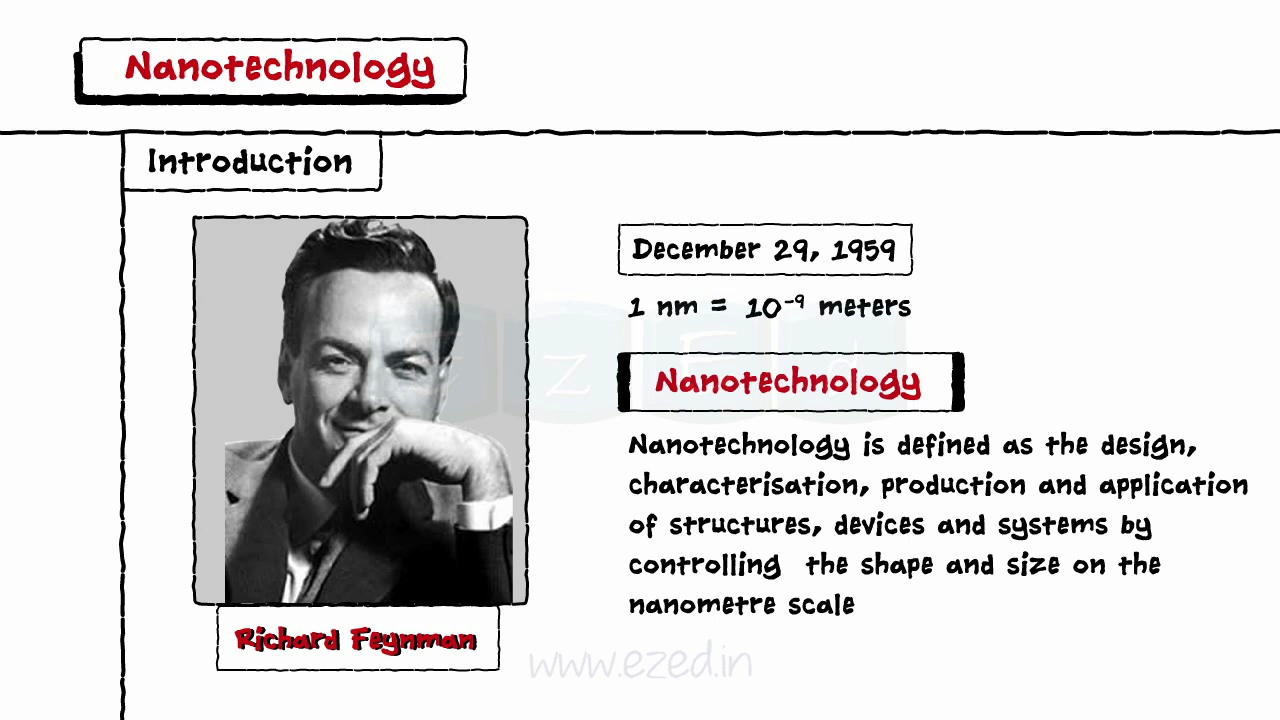 Nanotechnology
Introduction
December 29, 1959
1 nm = 10⁻⁹ meters
EzEd
Nanotechnology
Nanotechnology is defined as the design,
characterisation, production and application
of structures, devices and systems by
controlling the shape and size on the
nanometre scale
Richard Feynman
www.ezed.in